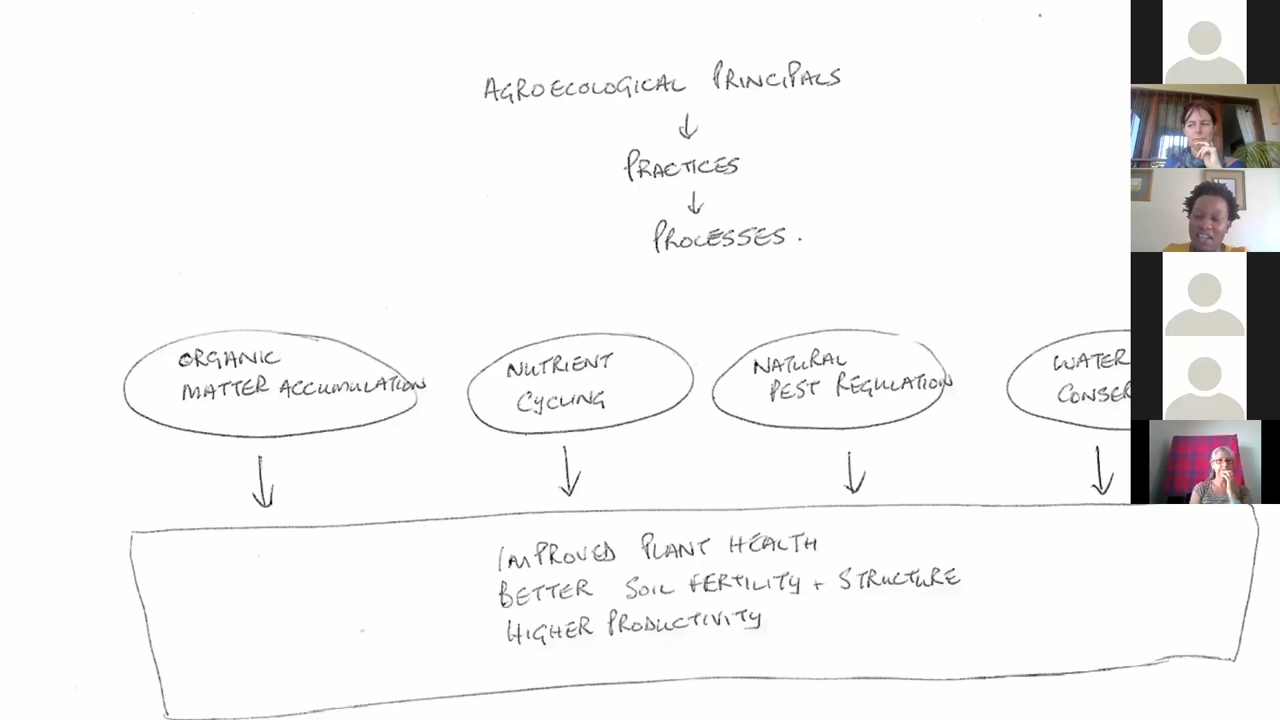 AGROECOLOGICAL PRINCIPALS
↓
PRACTICES
↓
PROCESSES.
ORGANIC
MATTER ACCUMULATION
NUTRIENT
CYCLING
NATURAL
PEST REGULATION
WATER
CONSER
IMPROVED PLANT HEALTH
BETTER SOIL FERTILITY + STRUCTURE
HIGHER PRODUCTIVITY